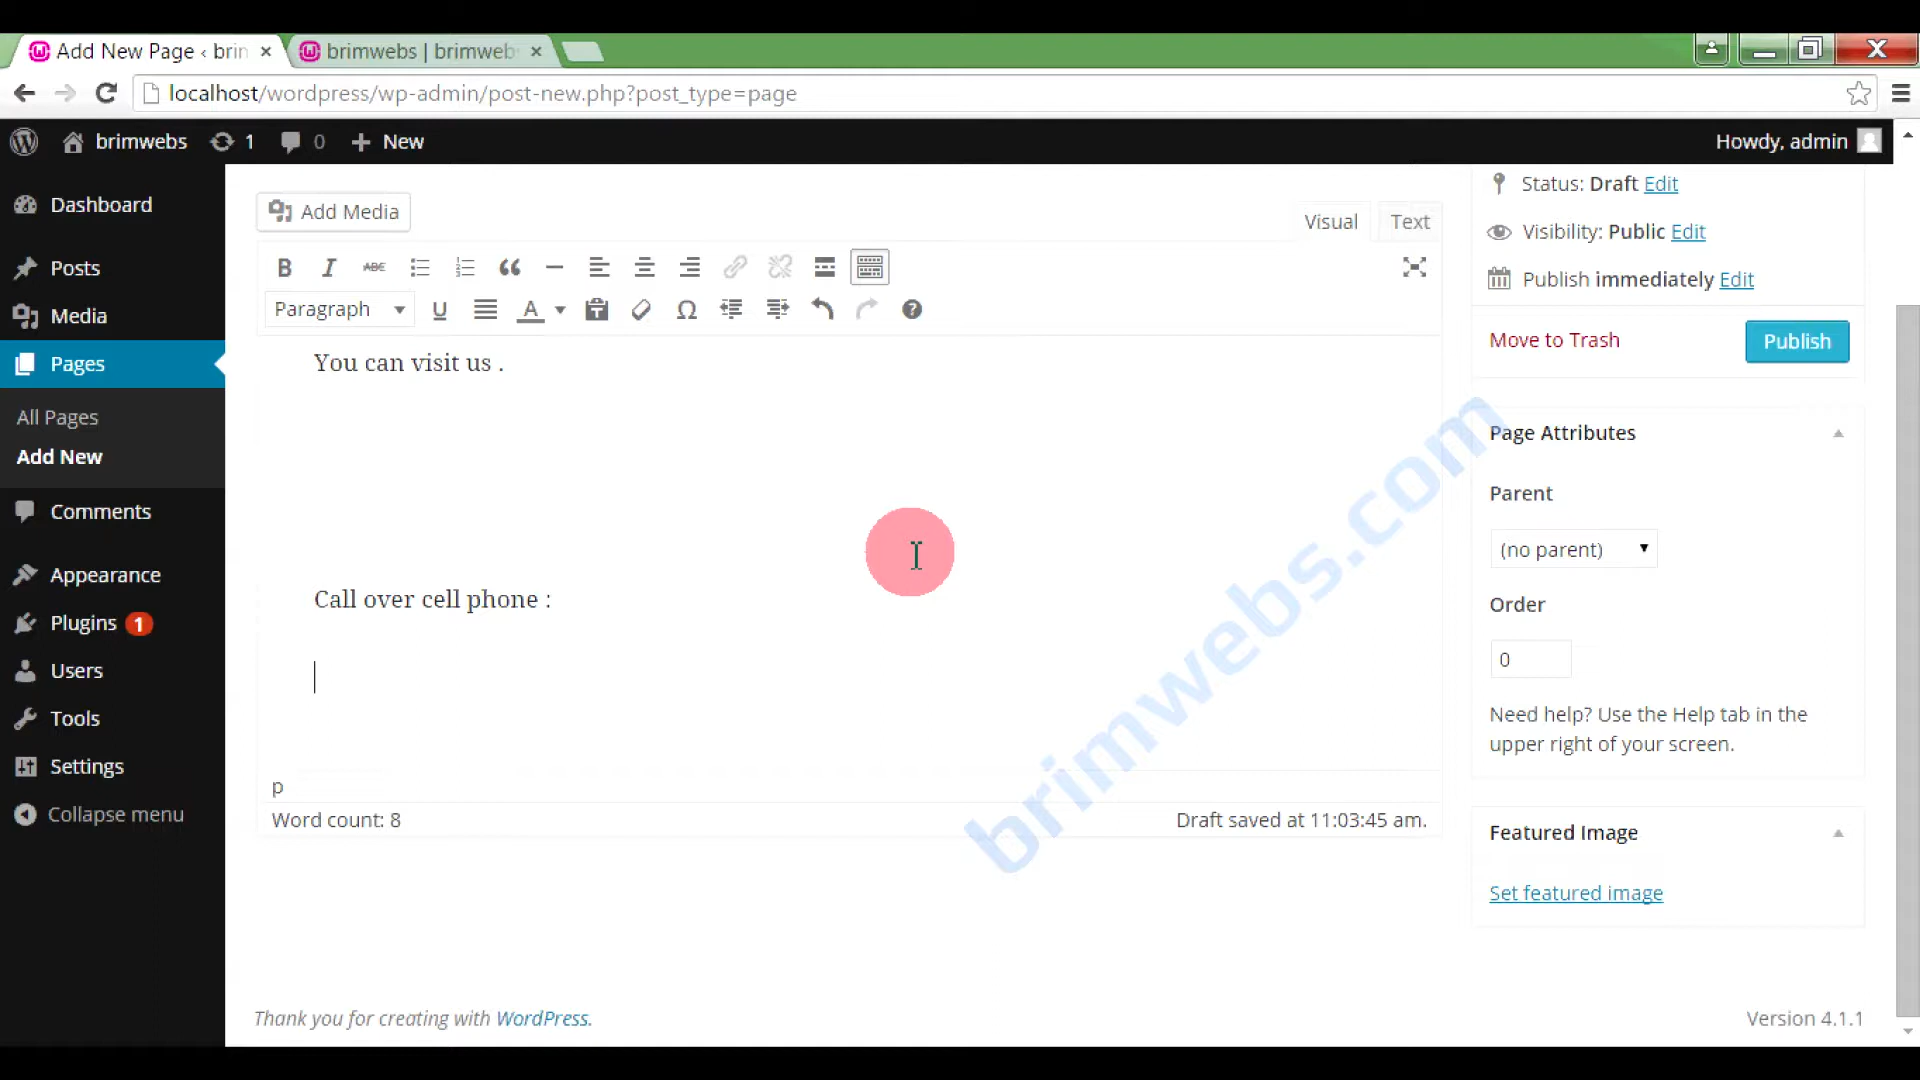 Add New Page ‹ brin
brimwebs | brimweb
localhost/wordpress/wp-admin/post-new.php?post_type=page
brimwebs 1 0 + New
Howdy, admin
Dashboard
Posts
Media
Pages
All Pages
Add New
Comments
Appearance
Plugins 1
Users
Tools
Settings
Collapse menu
Add Media
Visual Text
B I ABC
Paragraph U A Ω ?
You can visit us .
Call over cell phone :
p
Word count: 8
Draft saved at 11:03:45 am.
Status: Draft Edit
Visibility: Public Edit
Publish immediately Edit
Move to Trash
Publish
Page Attributes
Parent
(no parent)
Order
0
Need help? Use the Help tab in the
upper right of your screen.
Featured Image
Set featured image
brimwebs.com
Thank you for creating with WordPress.
Version 4.1.1